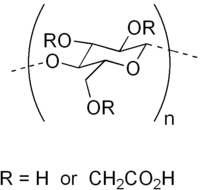 RO OR
O O
OR
n
R = H or CH₂CO₂H